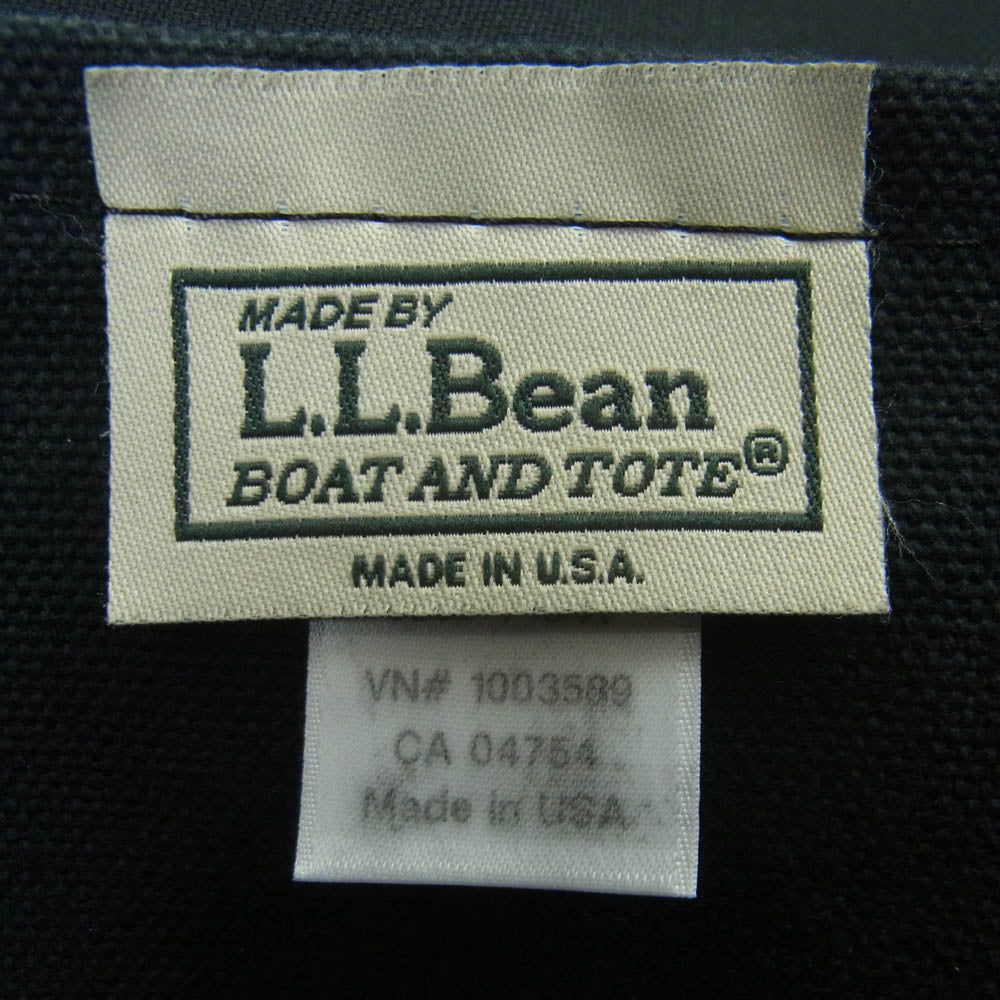 MADE BY
L.L.Bean
BOAT AND TOTE®
MADE IN U.S.A.
VN# 1003589
CA 04754
Made in USA